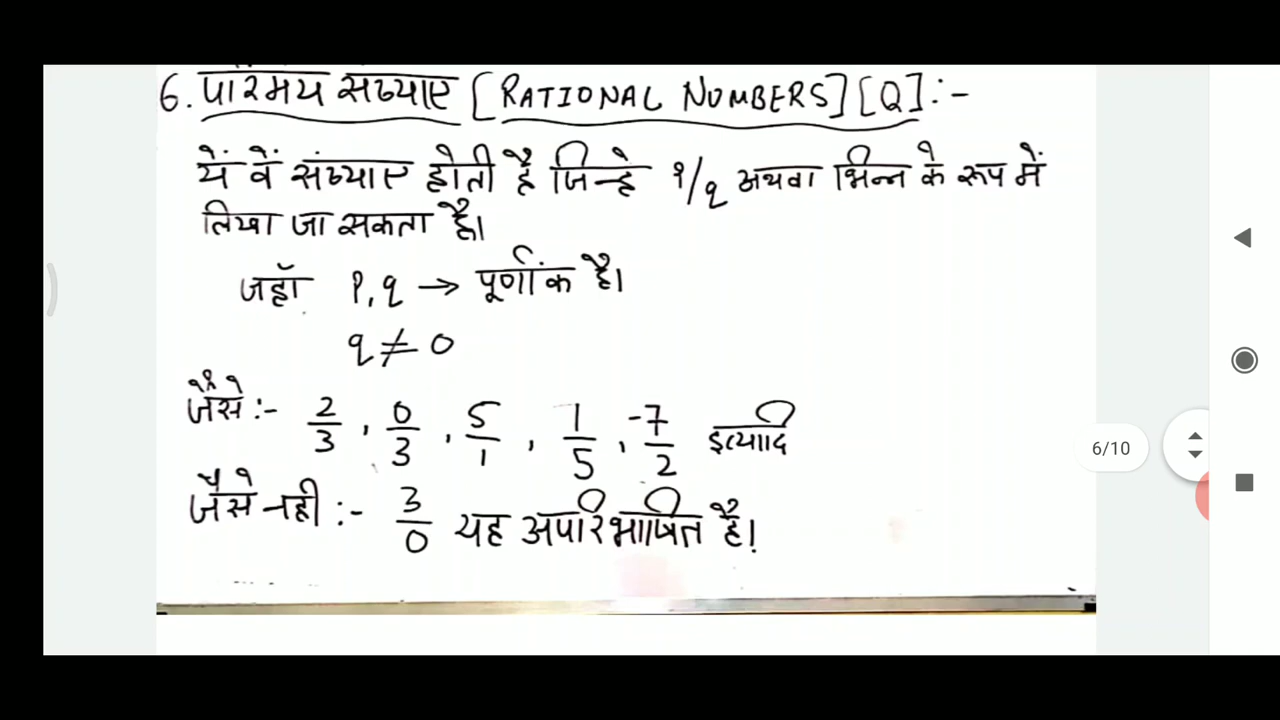 6. परिमेय संख्याए [RATIONAL NUMBERS] [Q] :-
यें वें संख्याए होती है जिन्हे P/q अथवा भिन्न के रूप में
लिखा जा सकता है।
जहाँ P, q → पूर्णांक है।
q ≠ 0
जैसे :- 2/3 , 0/3 , 5/1 , 1/5 , -7/2 इत्यादि
जैसे नही :- 3/0 यह अपरिभाषित है।
6/10